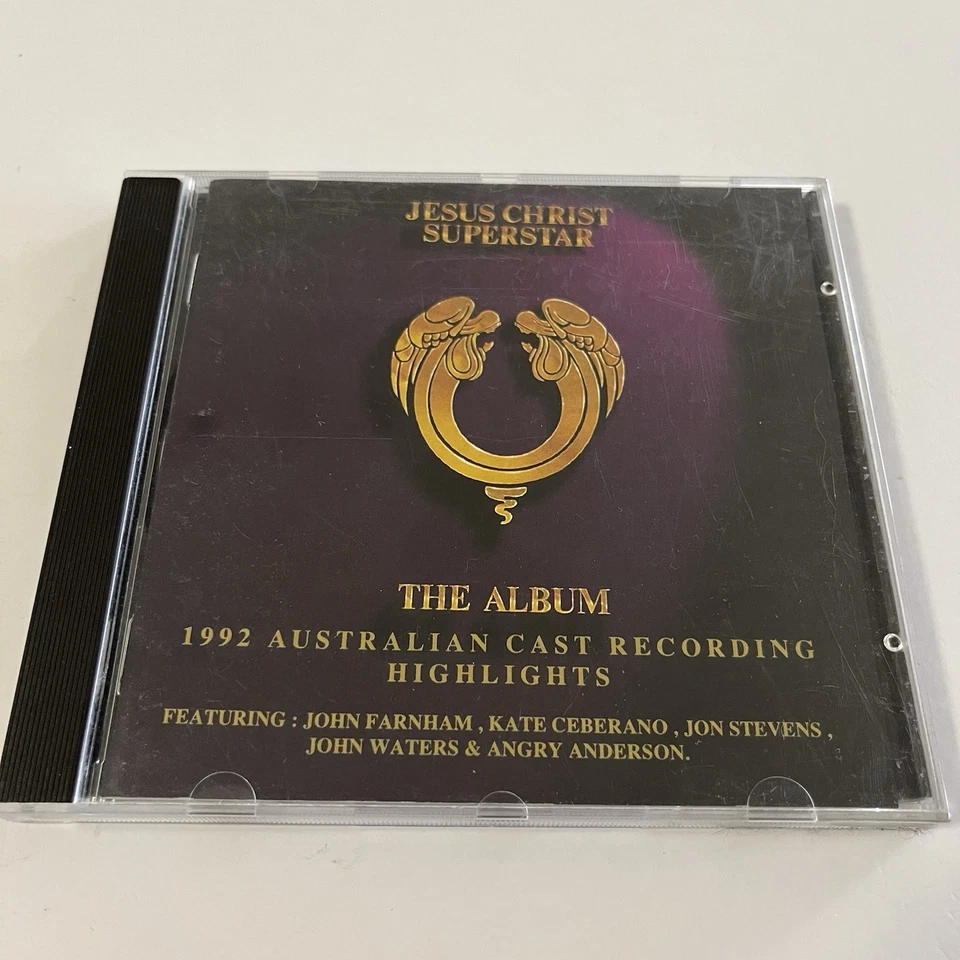 JESUS CHRIST
SUPERSTAR
THE ALBUM
1992 AUSTRALIAN CAST RECORDING
HIGHLIGHTS
FEATURING : JOHN FARNHAM , KATE CEBERANO , JON STEVENS ,
JOHN WATERS & ANGRY ANDERSON.